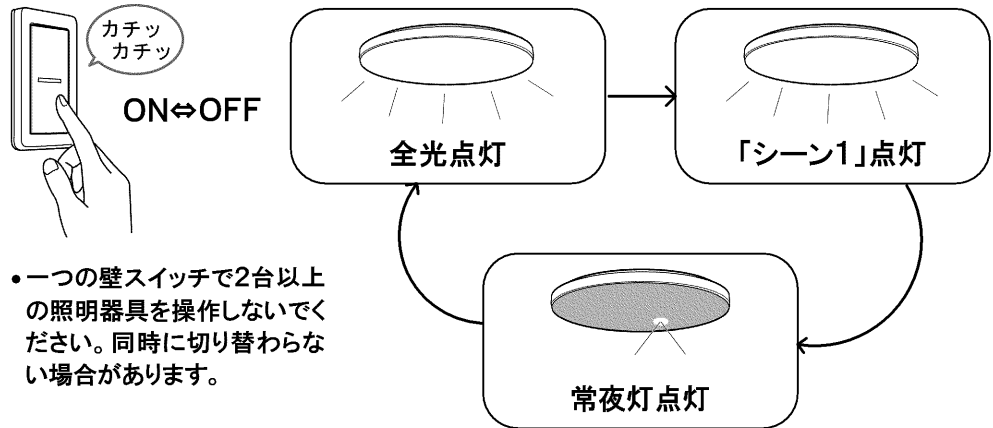 カチッ
カチッ
ON⇔OFF
全光点灯
「シーン1」点灯
常夜灯点灯
•一つの壁スイッチで2台以上
の照明器具を操作しないでく
ださい。同時に切り替わらな
い場合があります。